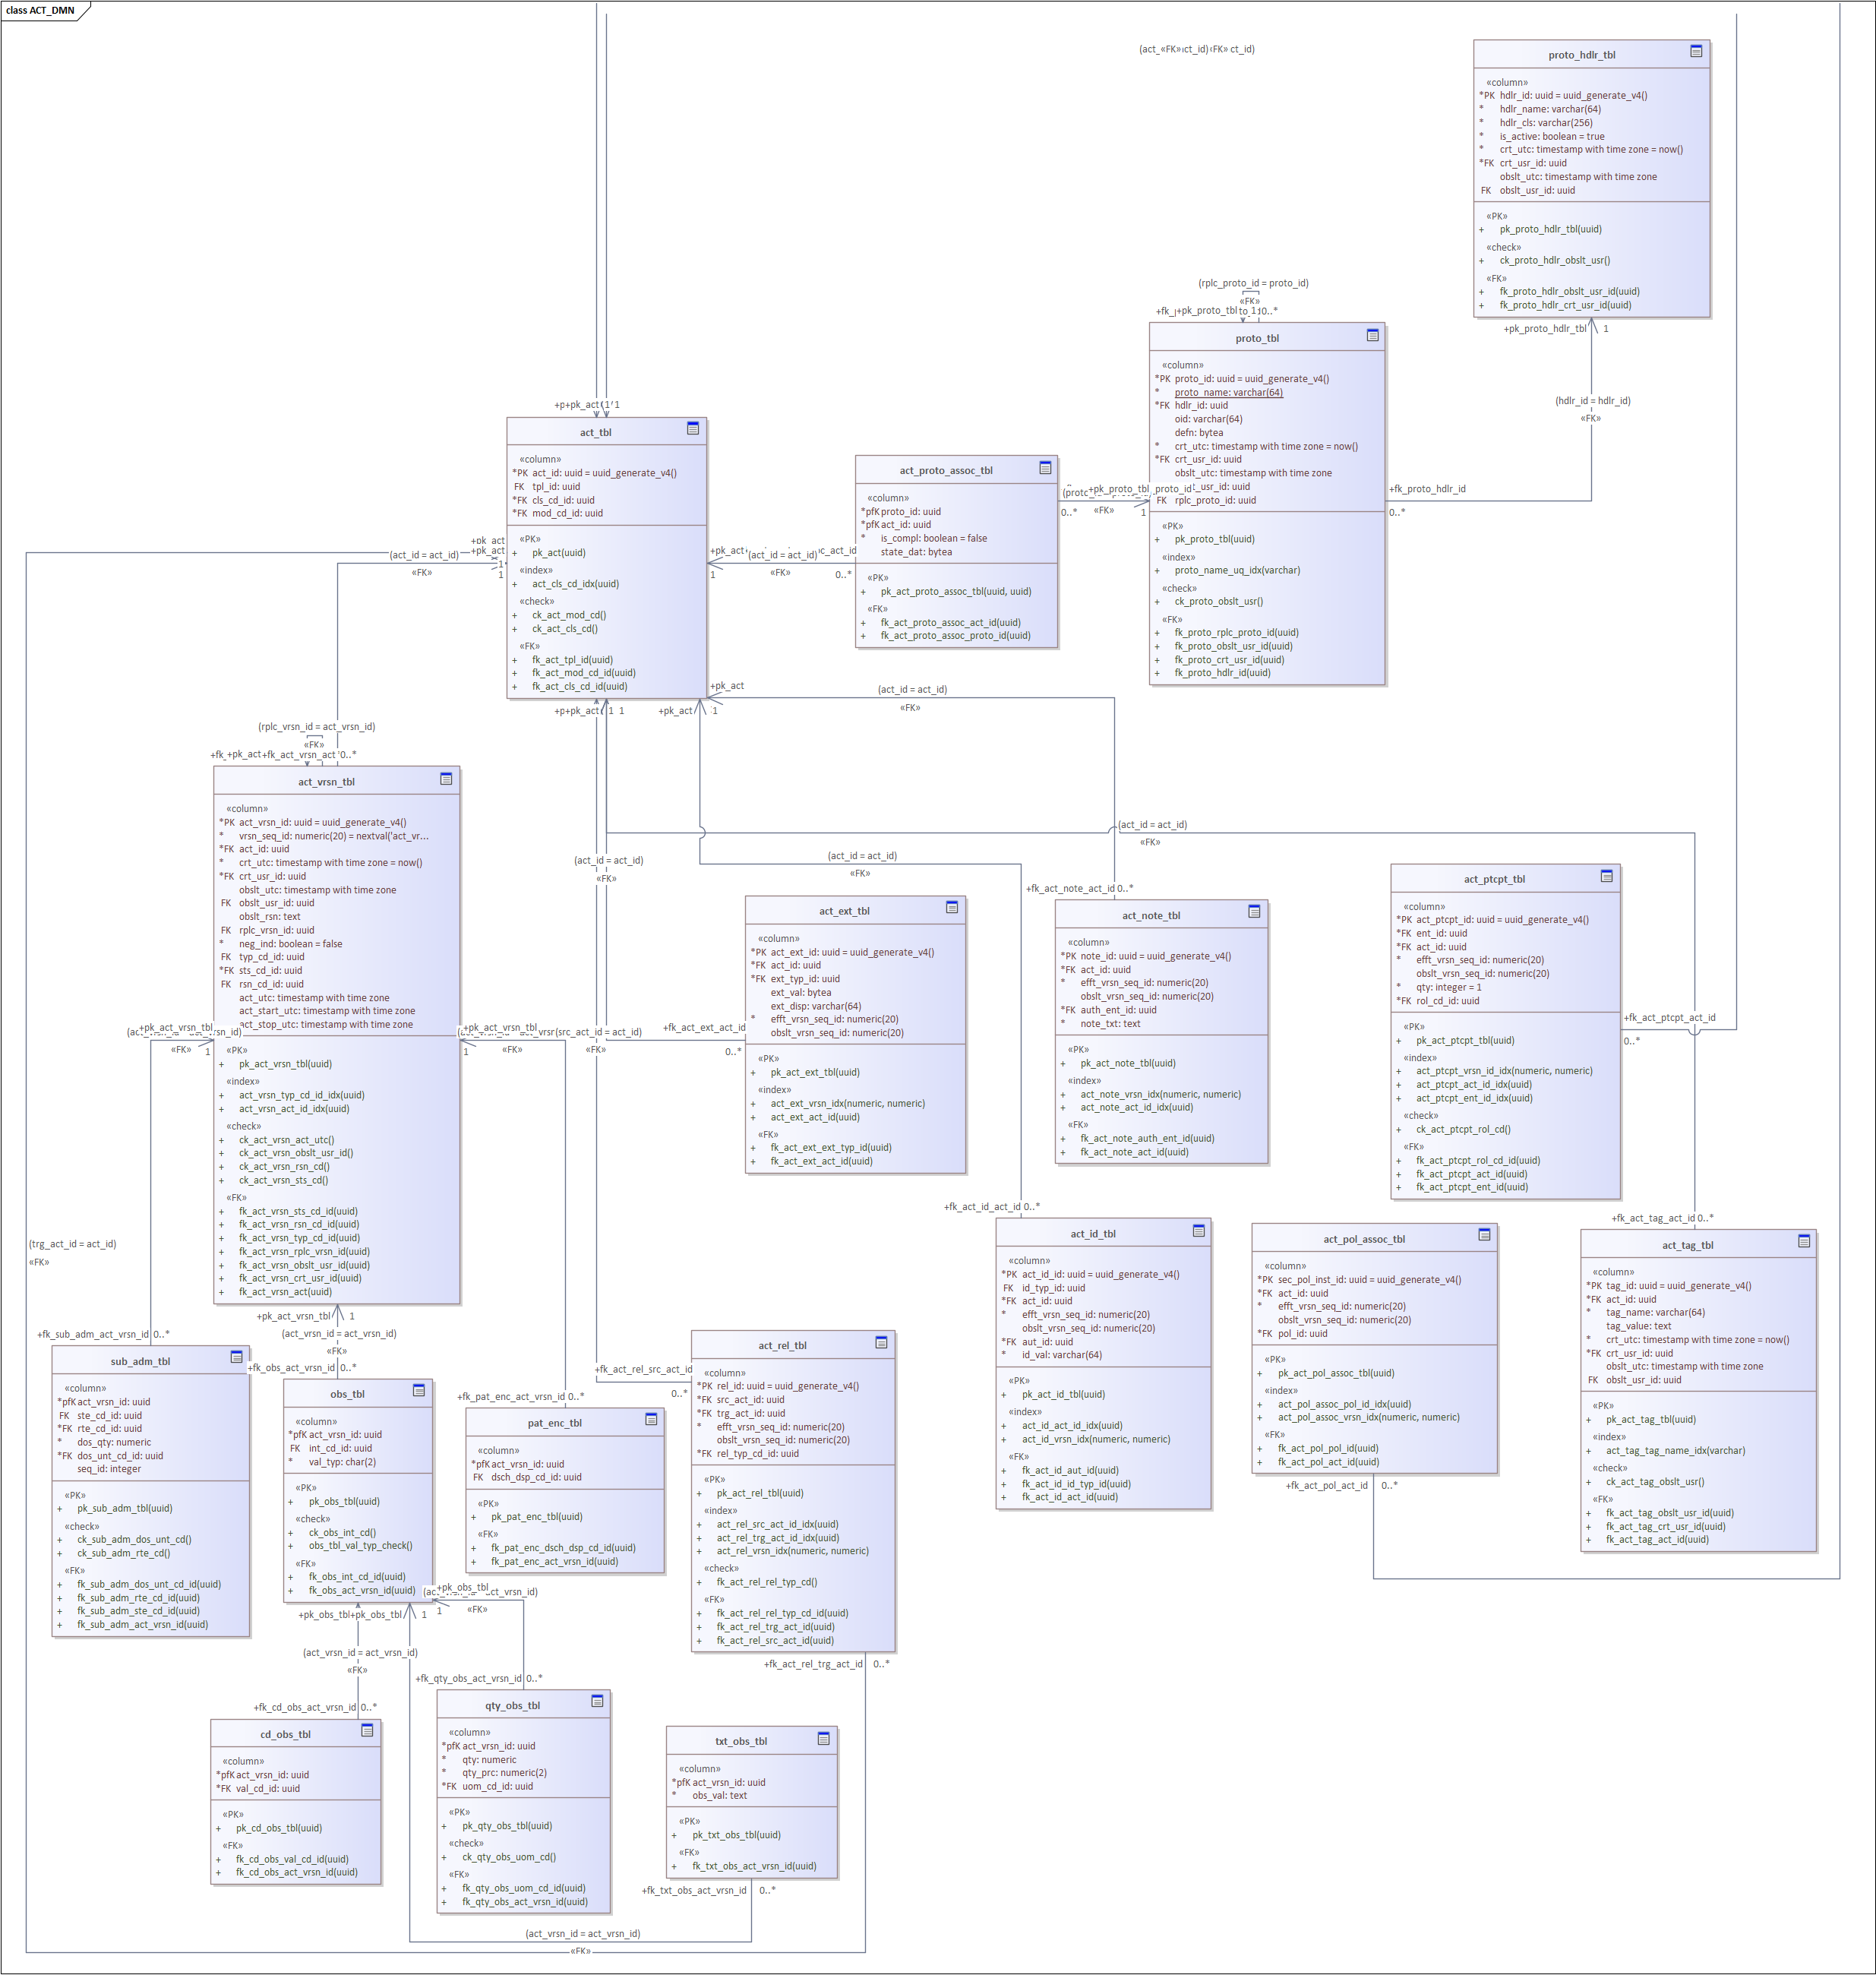 class ACT_DMN
proto_hdlr_tbl
«column»
*PK hdlr_id: uuid = uuid_generate_v4()
* hdlr_name: varchar(64)
* hdlr_cls: varchar(256)
* is_active: boolean = true
* crt_utc: timestamp with time zone = now()
*FK crt_usr_id: uuid
obslt_utc: timestamp with time zone
FK obslt_usr_id: uuid
«PK»
+ pk_proto_hdlr_tbl(uuid)
«check»
+ ck_proto_hdlr_obslt_usr()
«FK»
+ fk_proto_hdlr_obslt_usr_id(uuid)
+ fk_proto_hdlr_crt_usr_id(uuid)
+pk_proto_hdlr_tbl 1
(hdlr_id = hdlr_id)
«FK»
+fk_proto_hdlr_id
0..*
(rplc_proto_id = proto_id)
«FK»
proto_tbl
«column»
*PK proto_id: uuid = uuid_generate_v4()
* proto_name: varchar(64)
*FK hdlr_id: uuid
oid: varchar(64)
defn: bytea
* crt_utc: timestamp with time zone = now()
*FK crt_usr_id: uuid
obslt_utc: timestamp with time zone
FK rplc_proto_id: uuid
«PK»
+ pk_proto_tbl(uuid)
«index»
+ proto_name_uq_idx(varchar)
«check»
+ ck_proto_obslt_usr()
«FK»
+ fk_proto_rplc_proto_id(uuid)
+ fk_proto_obslt_usr_id(uuid)
+ fk_proto_crt_usr_id(uuid)
+ fk_proto_hdlr_id(uuid)
0..* «FK» 1
act_proto_assoc_tbl
«column»
*pfK proto_id: uuid
*pfK act_id: uuid
* is_compl: boolean = false
state_dat: bytea
«PK»
+ pk_act_proto_assoc_tbl(uuid, uuid)
«FK»
+ fk_act_proto_assoc_act_id(uuid)
+ fk_act_proto_assoc_proto_id(uuid)
(act_id = act_id)
1 «FK» 0..*
act_tbl
«column»
*PK act_id: uuid = uuid_generate_v4()
FK tpl_id: uuid
*FK cls_cd_id: uuid
*FK mod_cd_id: uuid
«PK»
+ pk_act(uuid)
«index»
+ act_cls_cd_idx(uuid)
«check»
+ ck_act_mod_cd()
+ ck_act_cls_cd()
«FK»
+ fk_act_tpl_id(uuid)
+ fk_act_mod_cd_id(uuid)
+ fk_act_cls_cd_id(uuid)
+pk_act
+pk_act
(act_id = act_id)
«FK»
1
1
+pk_act
1
(act_id = act_id)
«FK»
+pk_act 1
(rplc_vrsn_id = act_vrsn_id)
«FK»
act_vrsn_tbl
«column»
*PK act_vrsn_id: uuid = uuid_generate_v4()
* vrsn_seq_id: numeric(20) = nextval('act_vr...
*FK act_id: uuid
* crt_utc: timestamp with time zone = now()
*FK crt_usr_id: uuid
obslt_utc: timestamp with time zone
FK obslt_usr_id: uuid
obslt_rsn: text
FK rplc_vrsn_id: uuid
* neg_ind: boolean = false
FK typ_cd_id: uuid
*FK sts_cd_id: uuid
FK rsn_cd_id: uuid
act_utc: timestamp with time zone
act_start_utc: timestamp with time zone
act_stop_utc: timestamp with time zone
«PK»
+ pk_act_vrsn_tbl(uuid)
«index»
+ act_vrsn_typ_cd_id_idx(uuid)
+ act_vrsn_act_id_idx(uuid)
«check»
+ ck_act_vrsn_act_utc()
+ ck_act_vrsn_obslt_usr_id()
+ ck_act_vrsn_rsn_cd()
+ ck_act_vrsn_sts_cd()
«FK»
+ fk_act_vrsn_sts_cd_id(uuid)
+ fk_act_vrsn_rsn_cd_id(uuid)
+ fk_act_vrsn_typ_cd_id(uuid)
+ fk_act_vrsn_rplc_vrsn_id(uuid)
+ fk_act_vrsn_obslt_usr_id(uuid)
+ fk_act_vrsn_crt_usr_id(uuid)
+ fk_act_vrsn_act(uuid)
+pk_act_vrsn_tbl
«FK» 1
+pk_act_vrsn_tbl
1 «FK»
(src_act_id = act_id)
«FK»
(act_id = act_id)
«FK»
(act_id = act_id)
«FK»
(act_id = act_id)
«FK»
+fk_act_ext_act_id
0..*
act_ext_tbl
«column»
*PK act_ext_id: uuid = uuid_generate_v4()
*FK act_id: uuid
*FK ext_typ_id: uuid
ext_val: bytea
ext_disp: varchar(64)
* efft_vrsn_seq_id: numeric(20)
obslt_vrsn_seq_id: numeric(20)
«PK»
+ pk_act_ext_tbl(uuid)
«index»
+ act_ext_vrsn_idx(numeric, numeric)
+ act_ext_act_id(uuid)
«FK»
+ fk_act_ext_ext_typ_id(uuid)
+ fk_act_ext_act_id(uuid)
+fk_act_note_act_id 0..*
act_note_tbl
«column»
*PK note_id: uuid = uuid_generate_v4()
*FK act_id: uuid
* efft_vrsn_seq_id: numeric(20)
obslt_vrsn_seq_id: numeric(20)
*FK auth_ent_id: uuid
* note_txt: text
«PK»
+ pk_act_note_tbl(uuid)
«index»
+ act_note_vrsn_idx(numeric, numeric)
+ act_note_act_id_idx(uuid)
«FK»
+ fk_act_note_auth_ent_id(uuid)
+ fk_act_note_act_id(uuid)
act_ptcpt_tbl
«column»
*PK act_ptcpt_id: uuid = uuid_generate_v4()
*FK ent_id: uuid
*FK act_id: uuid
* efft_vrsn_seq_id: numeric(20)
obslt_vrsn_seq_id: numeric(20)
* qty: integer = 1
*FK rol_cd_id: uuid
«PK»
+ pk_act_ptcpt_tbl(uuid)
«index»
+ act_ptcpt_vrsn_id_idx(numeric, numeric)
+ act_ptcpt_act_id_idx(uuid)
+ act_ptcpt_ent_id_idx(uuid)
«check»
+ ck_act_ptcpt_rol_cd()
«FK»
+ fk_act_ptcpt_rol_cd_id(uuid)
+ fk_act_ptcpt_act_id(uuid)
+ fk_act_ptcpt_ent_id(uuid)
+fk_act_ptcpt_act_id
0..*
+fk_act_id_act_id 0..*
act_id_tbl
«column»
*PK act_id_id: uuid = uuid_generate_v4()
FK id_typ_id: uuid
*FK act_id: uuid
* efft_vrsn_seq_id: numeric(20)
obslt_vrsn_seq_id: numeric(20)
*FK aut_id: uuid
* id_val: varchar(64)
«PK»
+ pk_act_id_tbl(uuid)
«index»
+ act_id_act_id_idx(uuid)
+ act_id_vrsn_idx(numeric, numeric)
«FK»
+ fk_act_id_aut_id(uuid)
+ fk_act_id_id_typ_id(uuid)
+ fk_act_id_act_id(uuid)
act_pol_assoc_tbl
«column»
*PK sec_pol_inst_id: uuid = uuid_generate_v4()
*FK act_id: uuid
* efft_vrsn_seq_id: numeric(20)
obslt_vrsn_seq_id: numeric(20)
*FK pol_id: uuid
«PK»
+ pk_act_pol_assoc_tbl(uuid)
«index»
+ act_pol_assoc_pol_id_idx(uuid)
+ act_pol_assoc_vrsn_idx(numeric, numeric)
«FK»
+ fk_act_pol_pol_id(uuid)
+ fk_act_pol_act_id(uuid)
+fk_act_pol_act_id 0..*
+fk_act_tag_act_id 0..*
act_tag_tbl
«column»
*PK tag_id: uuid = uuid_generate_v4()
*FK act_id: uuid
* tag_name: varchar(64)
tag_value: text
* crt_utc: timestamp with time zone = now()
*FK crt_usr_id: uuid
obslt_utc: timestamp with time zone
FK obslt_usr_id: uuid
«PK»
+ pk_act_tag_tbl(uuid)
«index»
+ act_tag_tag_name_idx(varchar)
«check»
+ ck_act_tag_obslt_usr()
«FK»
+ fk_act_tag_obslt_usr_id(uuid)
+ fk_act_tag_crt_usr_id(uuid)
+ fk_act_tag_act_id(uuid)
(trg_act_id = act_id)
«FK»
+pk_act_vrsn_tbl 1
(act_vrsn_id = act_vrsn_id)
«FK»
+fk_sub_adm_act_vrsn_id 0..*
sub_adm_tbl
«column»
*pfK act_vrsn_id: uuid
FK ste_cd_id: uuid
*FK rte_cd_id: uuid
* dos_qty: numeric
*FK dos_unt_cd_id: uuid
seq_id: integer
«PK»
+ pk_sub_adm_tbl(uuid)
«check»
+ ck_sub_adm_dos_unt_cd()
+ ck_sub_adm_rte_cd()
«FK»
+ fk_sub_adm_dos_unt_cd_id(uuid)
+ fk_sub_adm_rte_cd_id(uuid)
+ fk_sub_adm_ste_cd_id(uuid)
+ fk_sub_adm_act_vrsn_id(uuid)
+fk_obs_act_vrsn_id 0..*
obs_tbl
«column»
*pfK act_vrsn_id: uuid
FK int_cd_id: uuid
* val_typ: char(2)
«PK»
+ pk_obs_tbl(uuid)
«check»
+ ck_obs_int_cd()
+ obs_tbl_val_typ_check()
«FK»
+ fk_obs_int_cd_id(uuid)
+ fk_obs_act_vrsn_id(uuid)
+fk_pat_enc_act_vrsn_id 0..*
pat_enc_tbl
«column»
*pfK act_vrsn_id: uuid
FK dsch_dsp_cd_id: uuid
«PK»
+ pk_pat_enc_tbl(uuid)
«FK»
+ fk_pat_enc_dsch_dsp_cd_id(uuid)
+ fk_pat_enc_act_vrsn_id(uuid)
+fk_act_rel_src_act_id
0..*
act_rel_tbl
«column»
*PK rel_id: uuid = uuid_generate_v4()
*FK src_act_id: uuid
*FK trg_act_id: uuid
* efft_vrsn_seq_id: numeric(20)
obslt_vrsn_seq_id: numeric(20)
*FK rel_typ_cd_id: uuid
«PK»
+ pk_act_rel_tbl(uuid)
«index»
+ act_rel_src_act_id_idx(uuid)
+ act_rel_trg_act_id_idx(uuid)
+ act_rel_vrsn_idx(numeric, numeric)
«check»
+ fk_act_rel_rel_typ_cd()
«FK»
+ fk_act_rel_rel_typ_cd_id(uuid)
+ fk_act_rel_trg_act_id(uuid)
+ fk_act_rel_src_act_id(uuid)
+fk_act_rel_trg_act_id 0..*
+pk_obs_tbl
1 «FK»
+pk_obs_tbl +pk_obs_tbl 1
(act_vrsn_id = act_vrsn_id)
«FK»
+fk_cd_obs_act_vrsn_id 0..*
cd_obs_tbl
«column»
*pfK act_vrsn_id: uuid
*FK val_cd_id: uuid
«PK»
+ pk_cd_obs_tbl(uuid)
«FK»
+ fk_cd_obs_val_cd_id(uuid)
+ fk_cd_obs_act_vrsn_id(uuid)
+fk_qty_obs_act_vrsn_id 0..*
qty_obs_tbl
«column»
*pfK act_vrsn_id: uuid
* qty: numeric
* qty_prc: numeric(2)
*FK uom_cd_id: uuid
«PK»
+ pk_qty_obs_tbl(uuid)
«check»
+ ck_qty_obs_uom_cd()
«FK»
+ fk_qty_obs_uom_cd_id(uuid)
+ fk_qty_obs_act_vrsn_id(uuid)
txt_obs_tbl
«column»
*pfK act_vrsn_id: uuid
* obs_val: text
«PK»
+ pk_txt_obs_tbl(uuid)
«FK»
+ fk_txt_obs_act_vrsn_id(uuid)
+fk_txt_obs_act_vrsn_id 0..*
(act_vrsn_id = act_vrsn_id)
«FK»